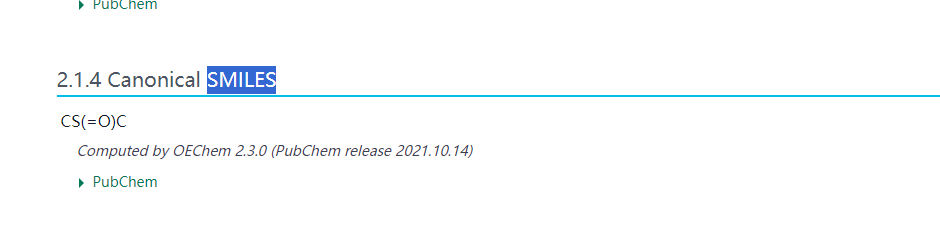 PubChem
2.1.4 Canonical SMILES
CS(=O)C
Computed by OEChem 2.3.0 (PubChem release 2021.10.14)
PubChem